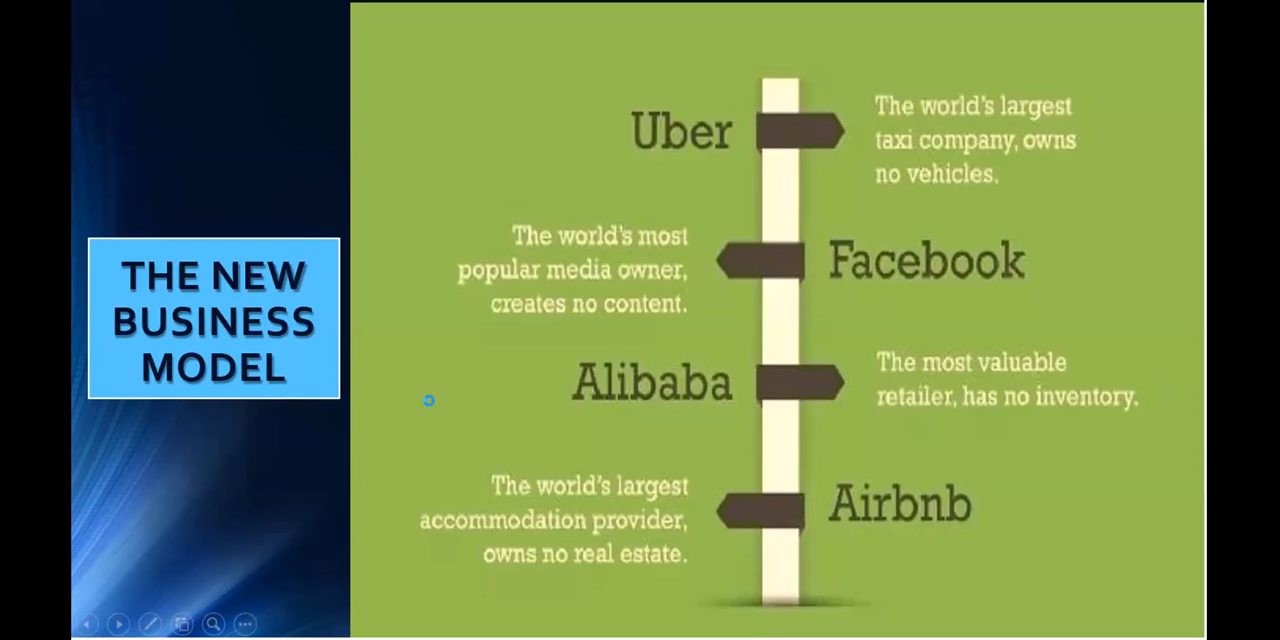 THE NEW
BUSINESS
MODEL
Uber
The world's largest
taxi company, owns
no vehicles.
The world's most
popular media owner,
creates no content.
Facebook
Alibaba
The most valuable
retailer, has no inventory.
The world's largest
accommodation provider,
owns no real estate.
Airbnb